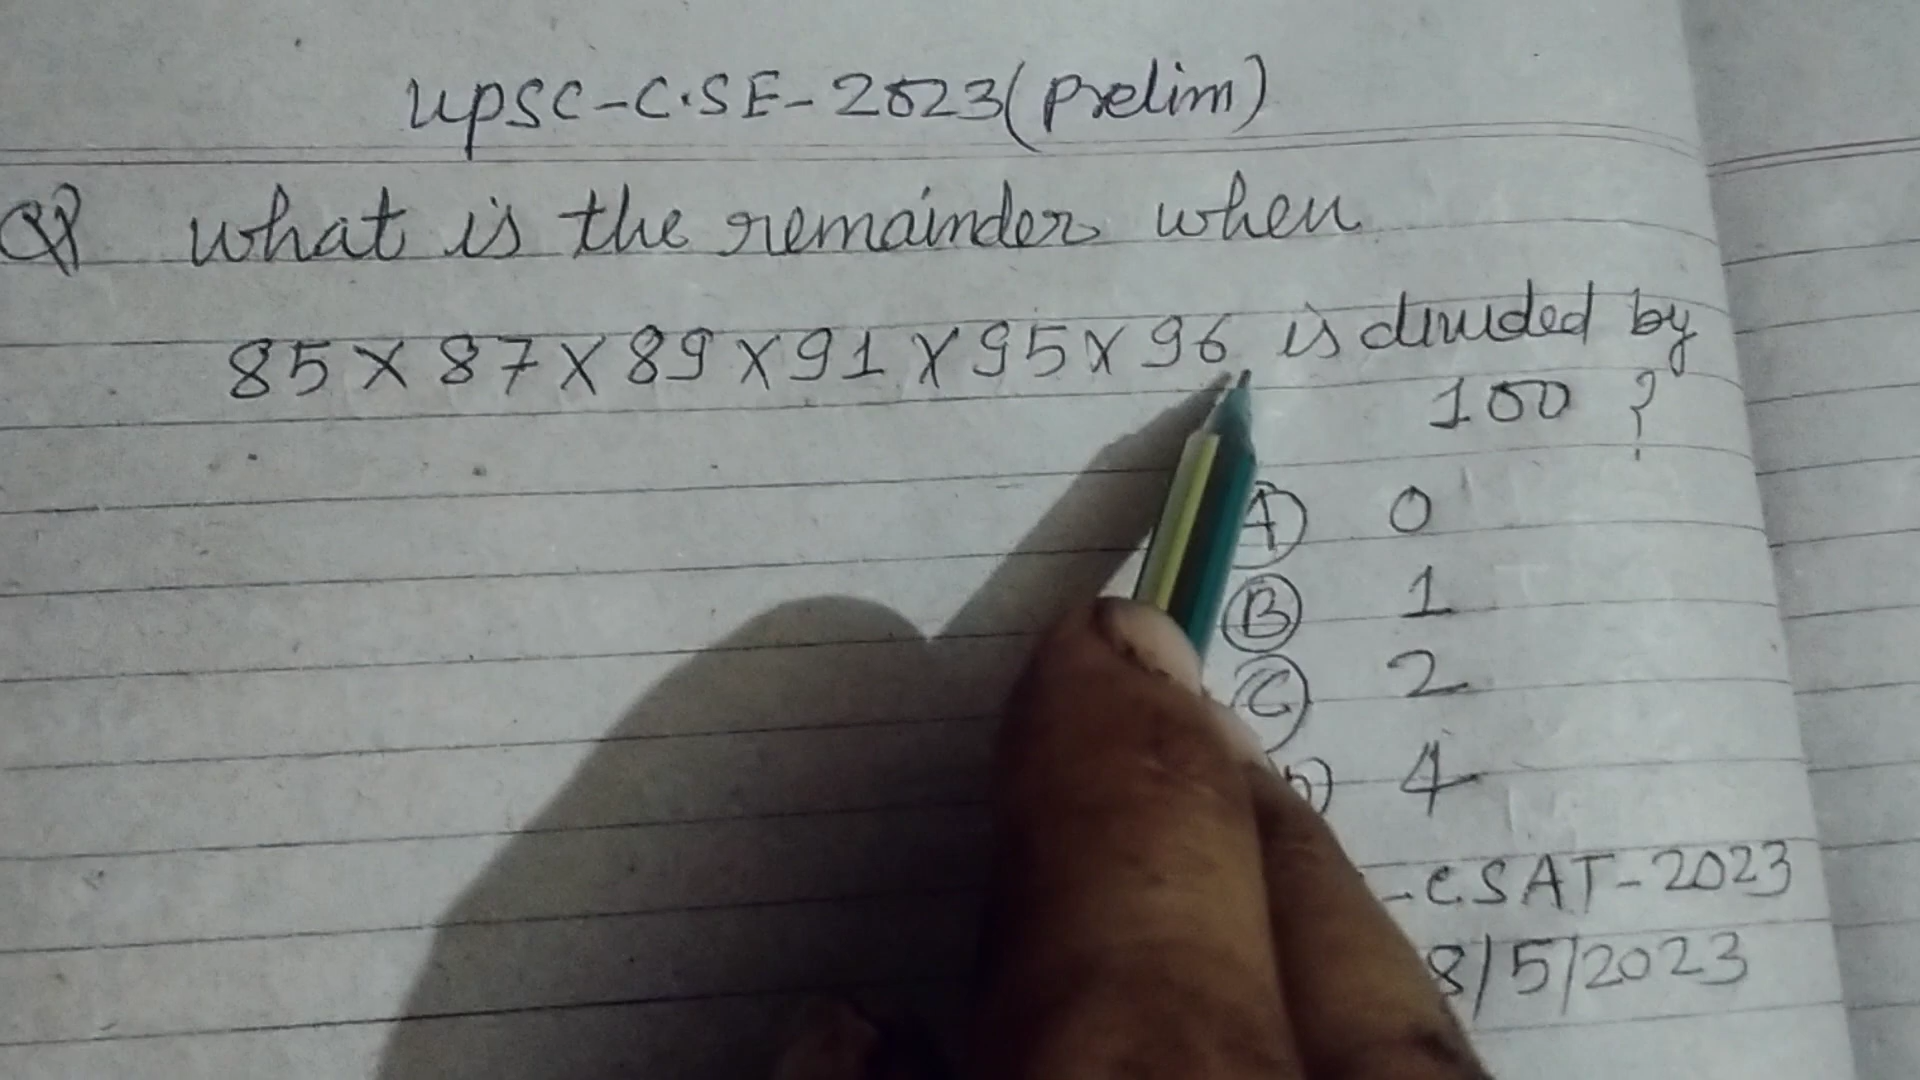 UPSC-C.SE-2023(Prelim)
Q what is the remainder when
85 X 87 X 89 X 91 X 95 X 96 is divided by
100 ?
A 0
B 1
C 2
D) 4
-CSAT-2023
8/5/2023